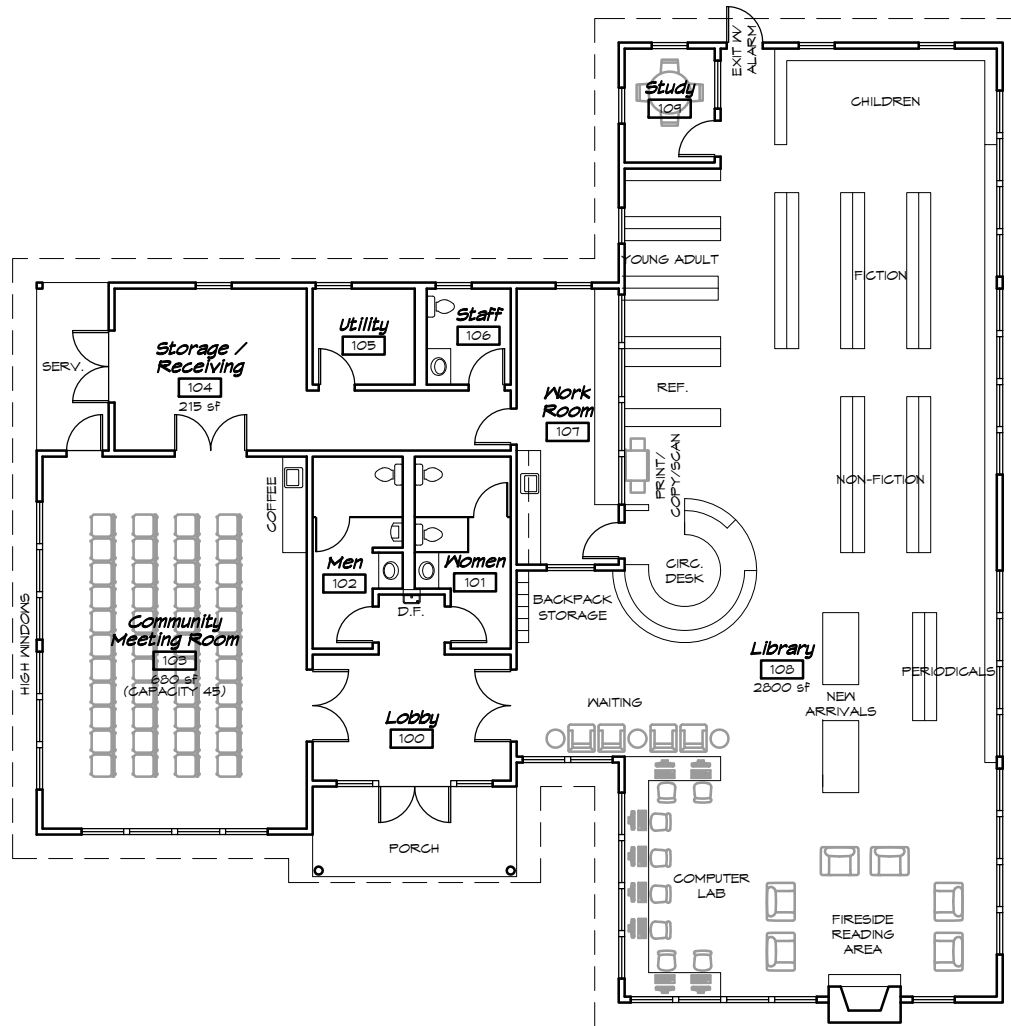 EXIT W/
ALARM
Study
109
CHILDREN
YOUNG ADULT
FICTION
Utility
105
Staff
106
Storage /
Receiving
104
215 sf
SERV.
REF.
Work
Room
107
PRINT/
COPY/SCAN
NON-FICTION
COFFEE
Men
102
Women
101
CIRC.
DESK
D.F.
BACKPACK
STORAGE
HIGH WINDOWS
Community
Meeting Room
103
680 sf
(CAPACITY 45)
Library
108
2800 sf
PERIODICALS
NEW
ARRIVALS
WAITING
Lobby
100
PORCH
COMPUTER
LAB
FIRESIDE
READING
AREA